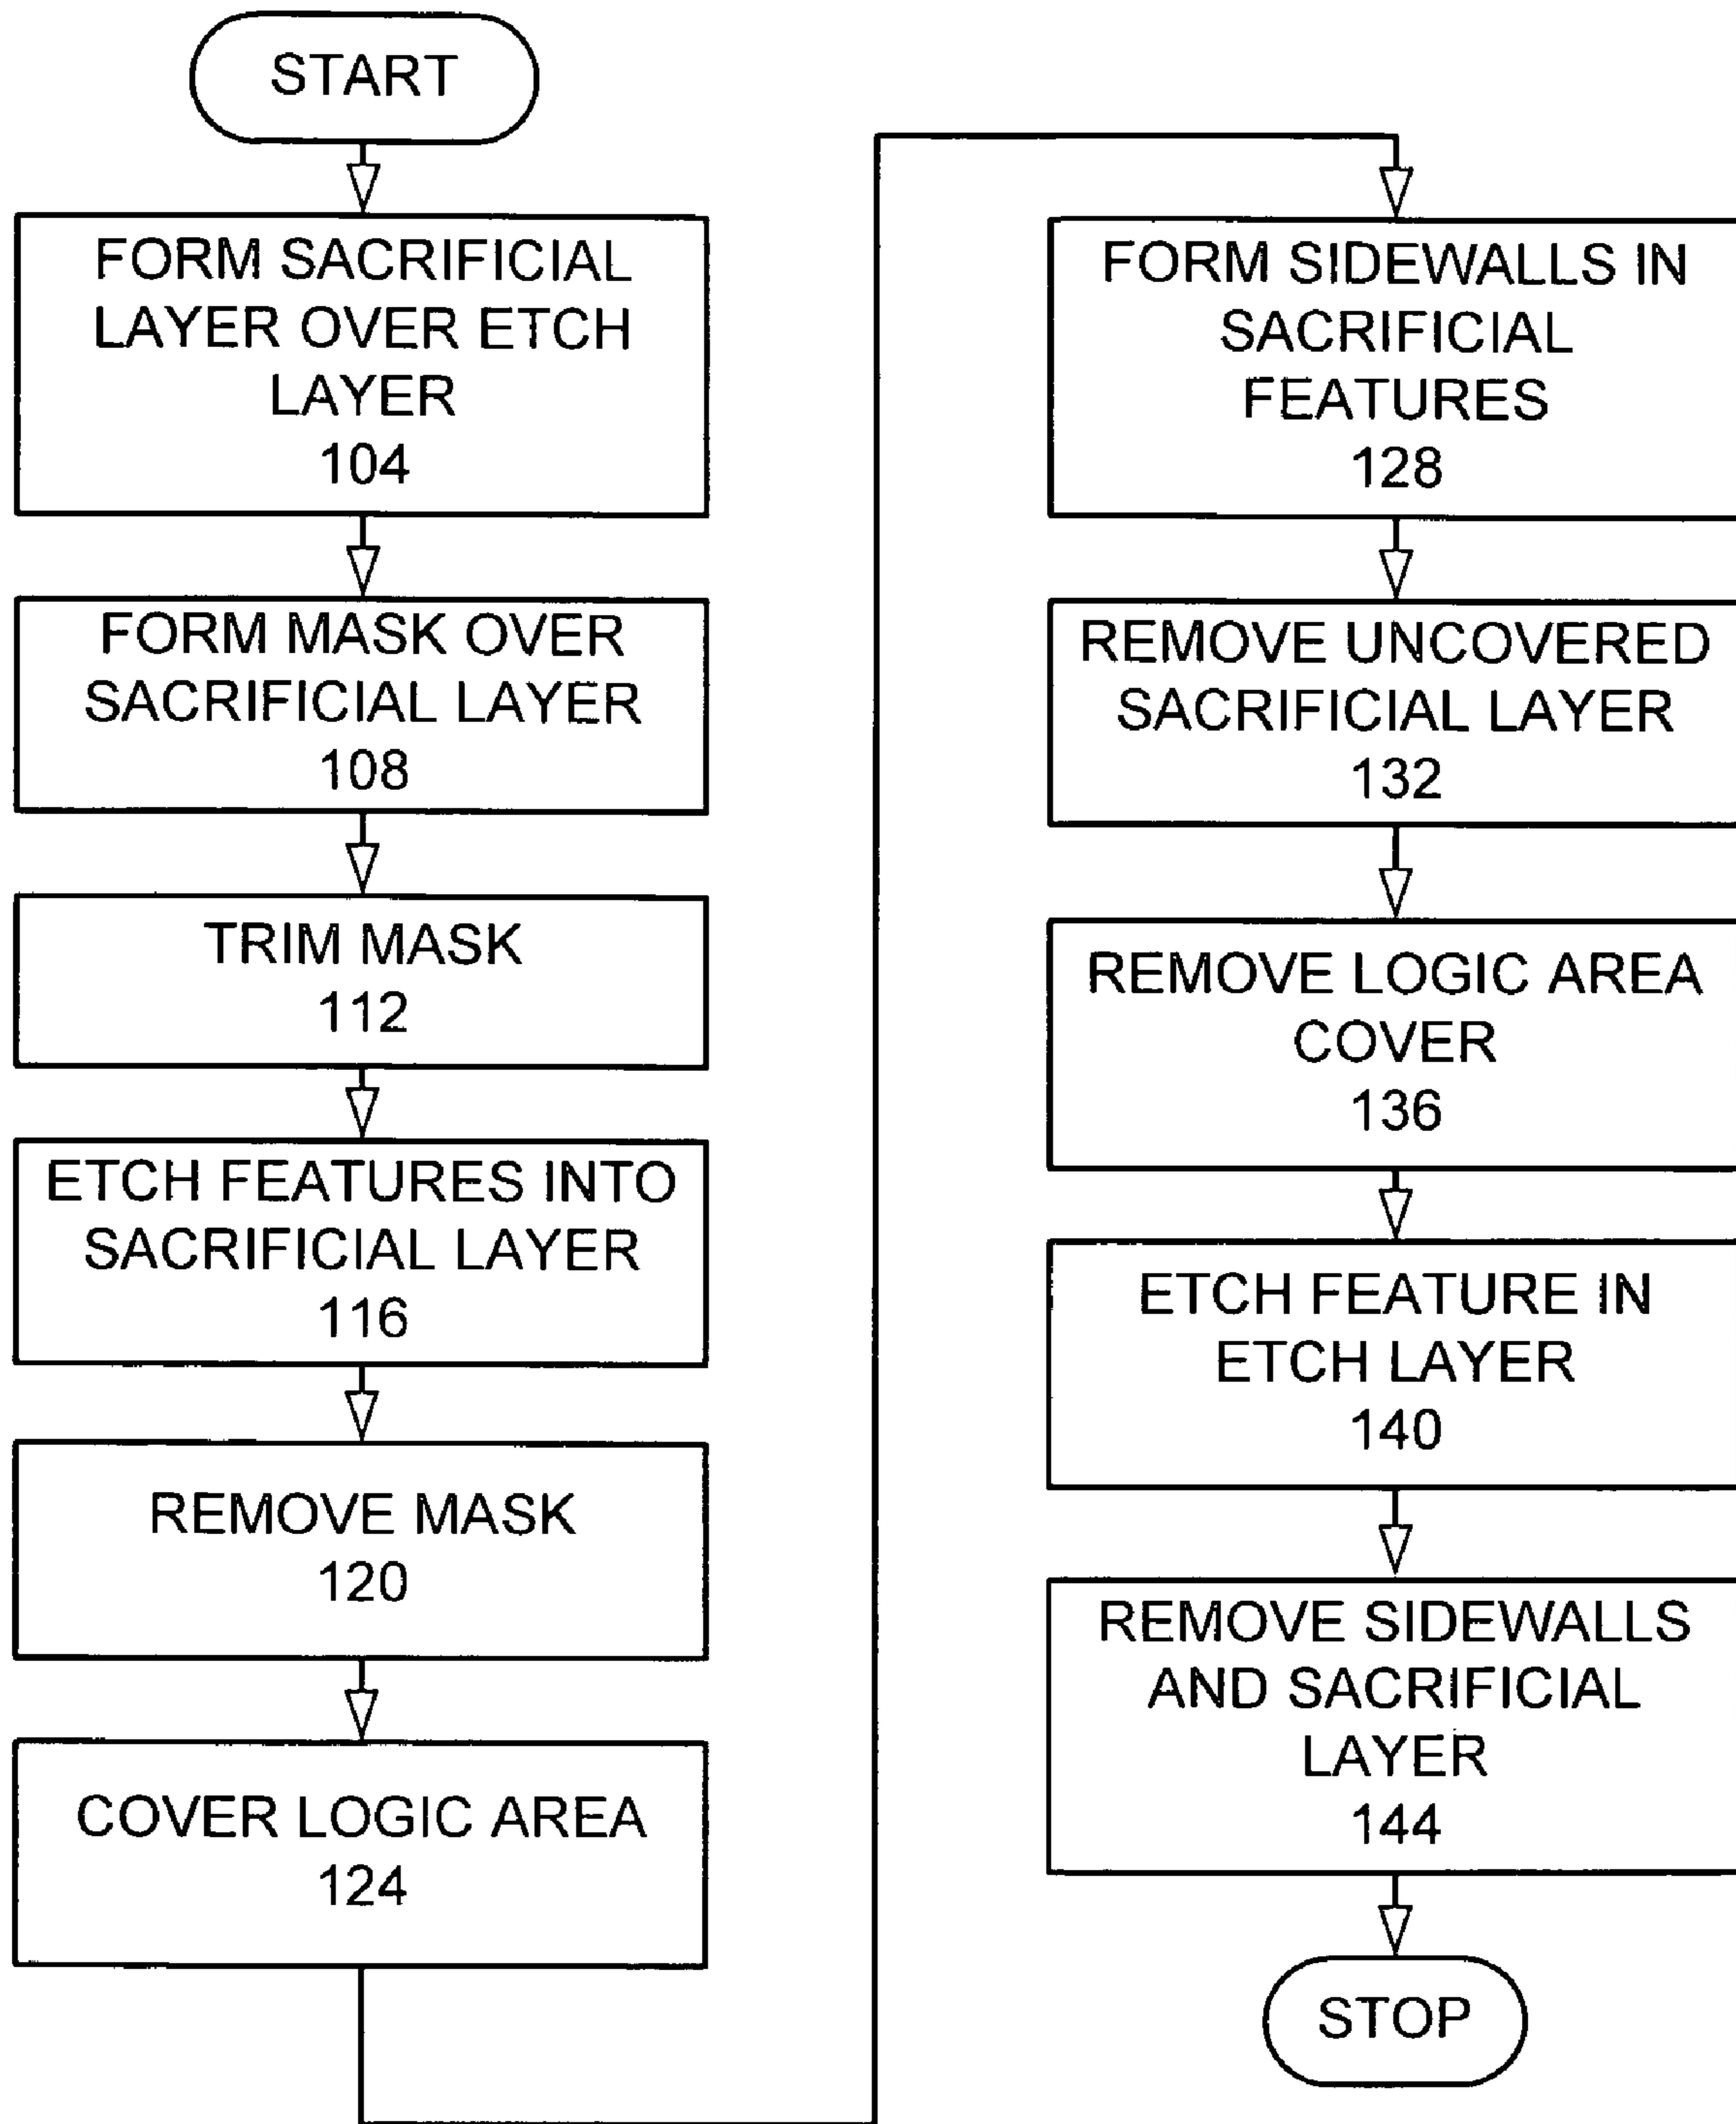 START
FORM SACRIFICIAL
LAYER OVER ETCH
LAYER
104
FORM MASK OVER
SACRIFICIAL LAYER
108
TRIM MASK
112
ETCH FEATURES INTO
SACRIFICIAL LAYER
116
REMOVE MASK
120
COVER LOGIC AREA
124
FORM SIDEWALLS IN
SACRIFICIAL
FEATURES
128
REMOVE UNCOVERED
SACRIFICIAL LAYER
132
REMOVE LOGIC AREA
COVER
136
ETCH FEATURE IN
ETCH LAYER
140
REMOVE SIDEWALLS
AND SACRIFICIAL
LAYER
144
STOP